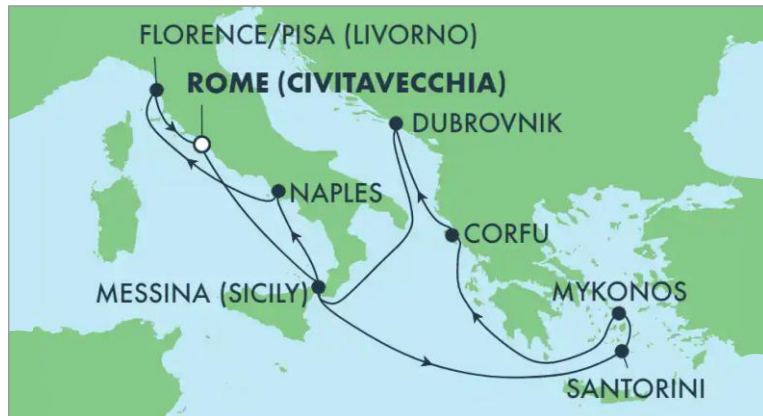 FLORENCE/PISA (LIVORNO)
ROME (CIVITAVECCHIA)
DUBROVNIK
NAPLES
CORFU
MESSINA (SICILY)
MYKONOS
SANTORINI